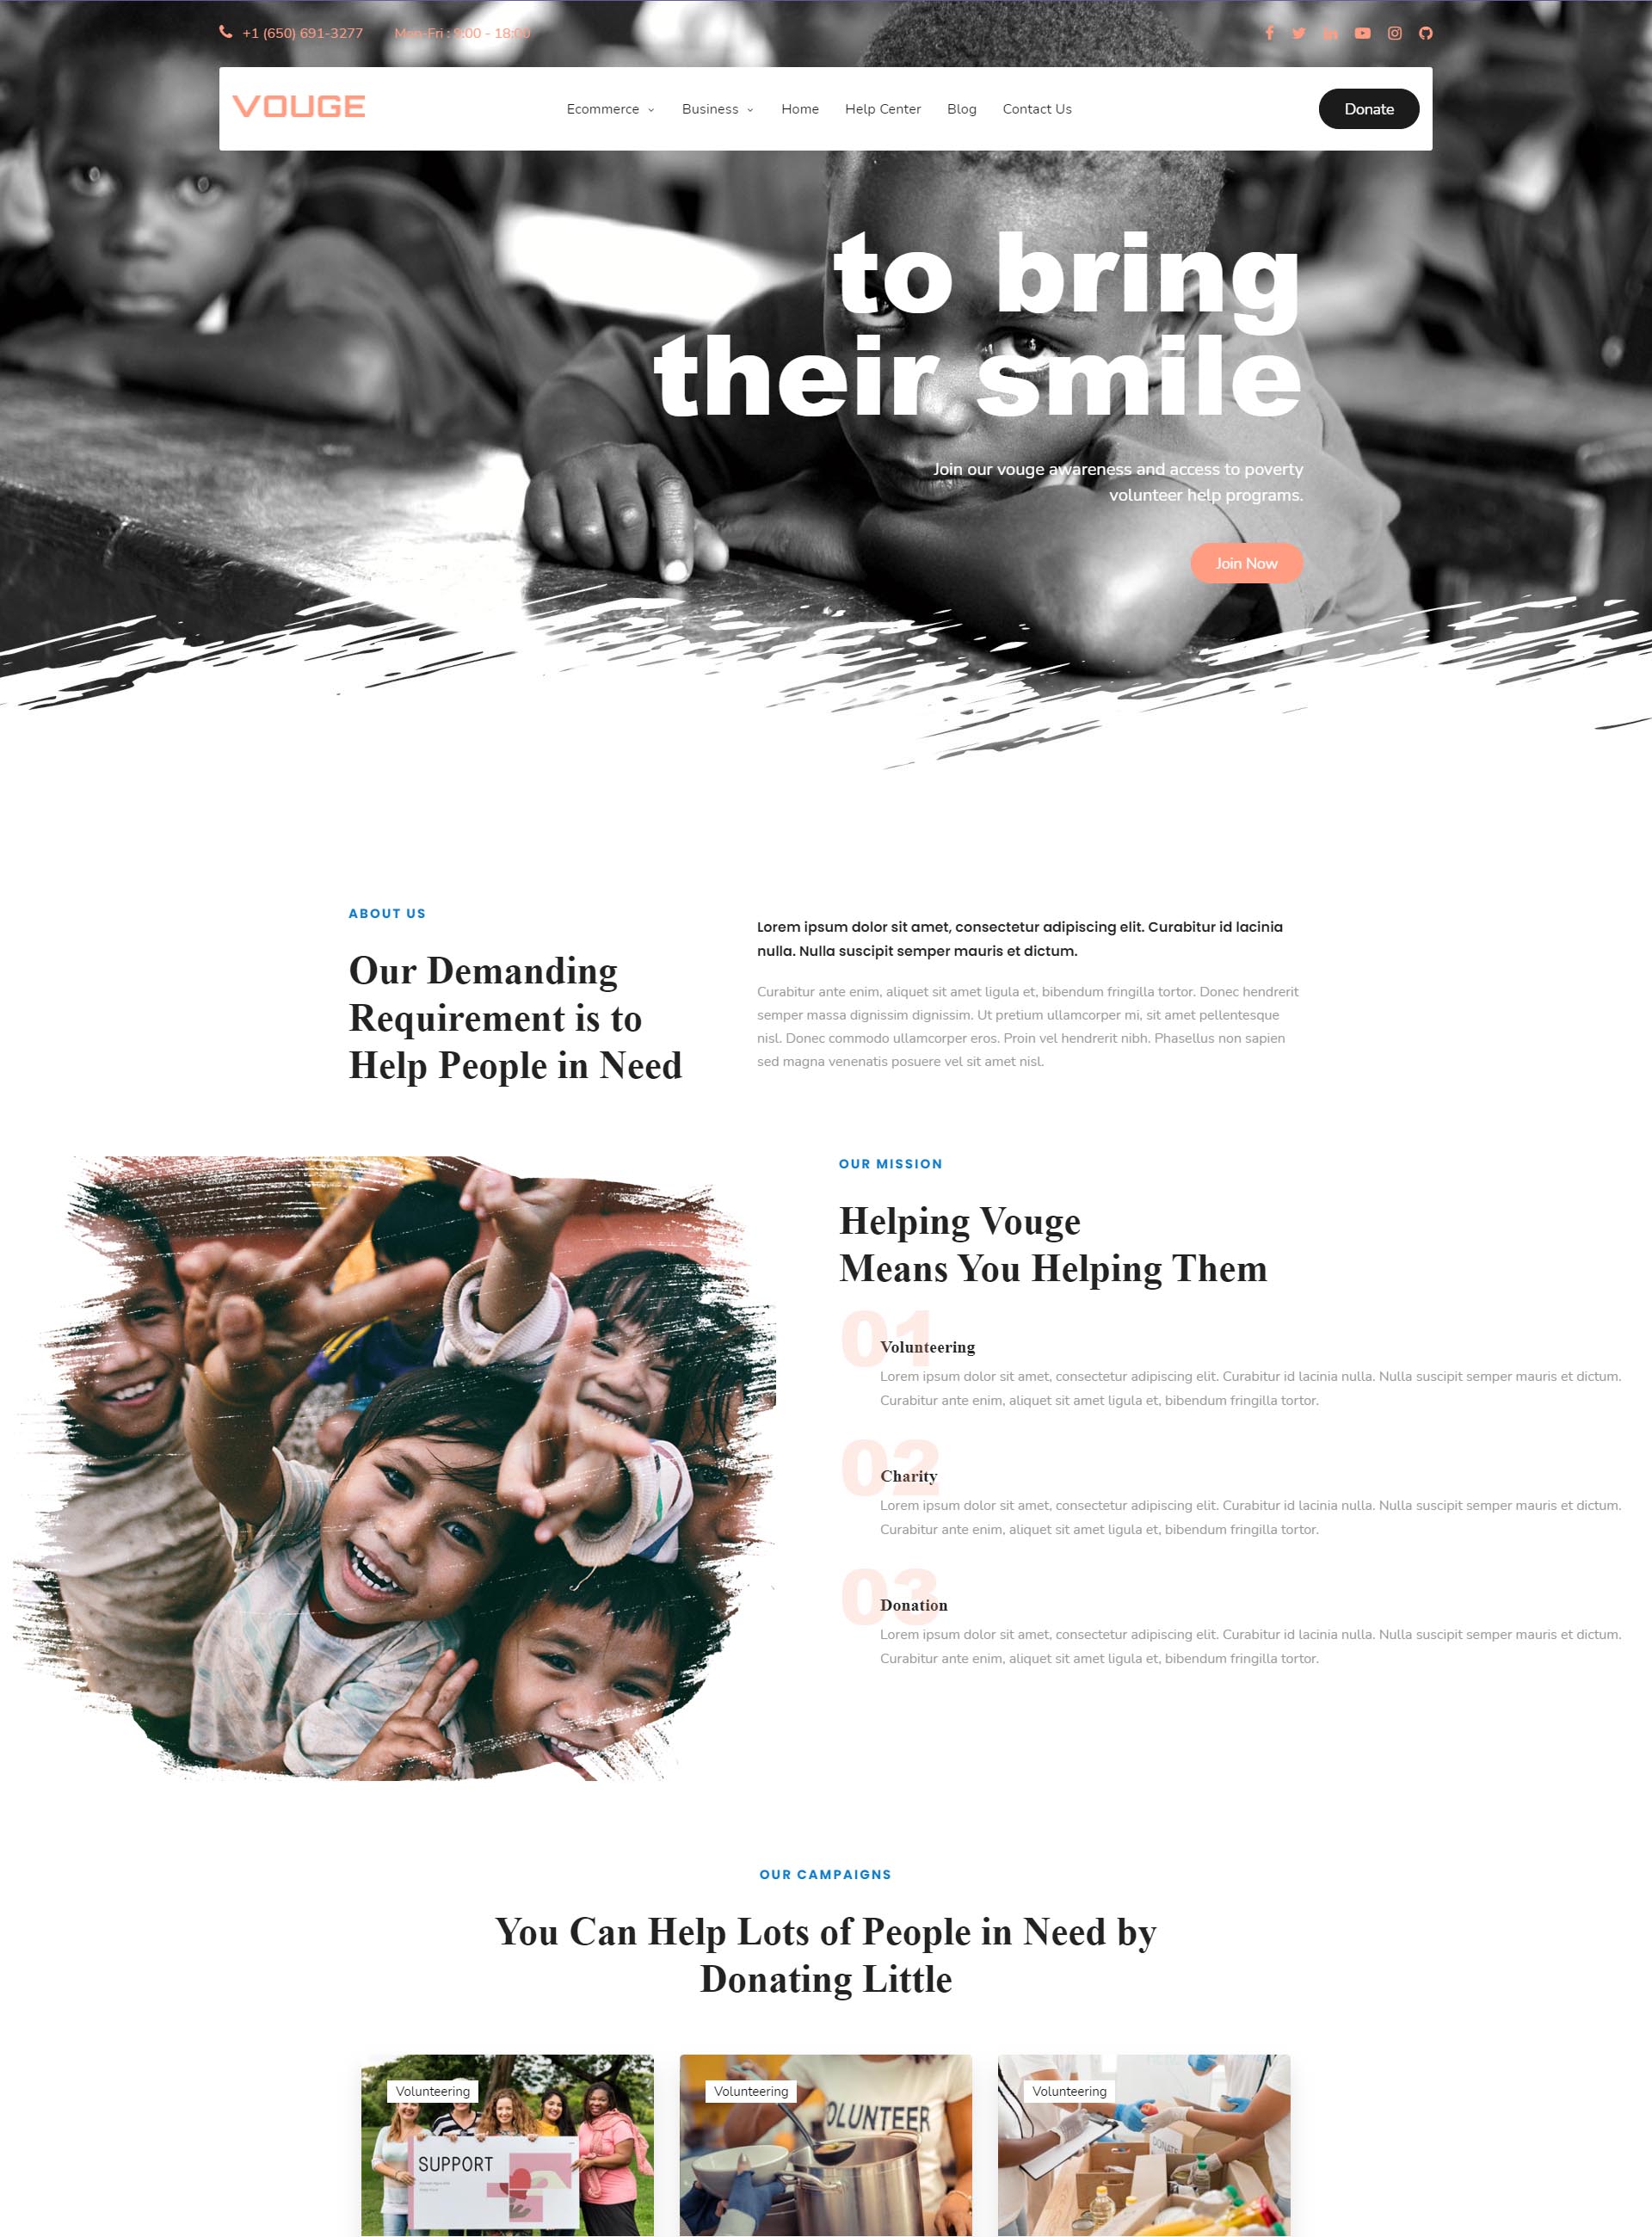 +1 (650) 691-3277 Mon-Fri : 9:00 - 18:00
VOUGE Ecommerce Business Home Help Center Blog Contact Us Donate
to bring
their smile
Join our vouge awareness and access to poverty
volunteer help programs.
Join Now
ABOUT US
Our Demanding
Requirement is to
Help People in Need
Lorem ipsum dolor sit amet, consectetur adipiscing elit. Curabitur id lacinia
nulla. Nulla suscipit semper mauris et dictum.
Curabitur ante enim, aliquet sit amet ligula et, bibendum fringilla tortor. Donec hendrerit
semper massa dignissim dignissim. Ut pretium ullamcorper mi, sit amet pellentesque
nisl. Donec commodo ullamcorper eros. Proin vel hendrerit nibh. Phasellus non sapien
sed magna venenatis posuere vel sit amet nisl.
OUR MISSION
Helping Vouge
Means You Helping Them
01
Volunteering
Lorem ipsum dolor sit amet, consectetur adipiscing elit. Curabitur id lacinia nulla. Nulla suscipit semper mauris et dictum.
Curabitur ante enim, aliquet sit amet ligula et, bibendum fringilla tortor.
02
Charity
Lorem ipsum dolor sit amet, consectetur adipiscing elit. Curabitur id lacinia nulla. Nulla suscipit semper mauris et dictum.
Curabitur ante enim, aliquet sit amet ligula et, bibendum fringilla tortor.
03
Donation
Lorem ipsum dolor sit amet, consectetur adipiscing elit. Curabitur id lacinia nulla. Nulla suscipit semper mauris et dictum.
Curabitur ante enim, aliquet sit amet ligula et, bibendum fringilla tortor.
OUR CAMPAIGNS
You Can Help Lots of People in Need by
Donating Little
Volunteering
Volunteering
Volunteering
SUPPORT
OLUNTEER
DONATE